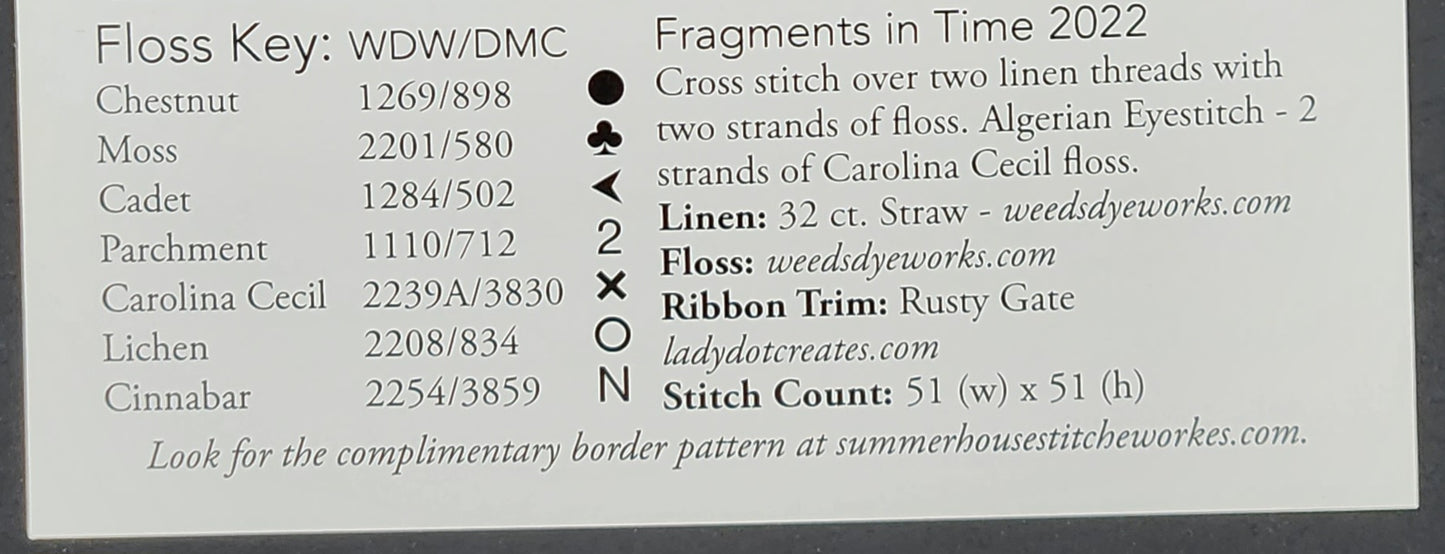 Floss Key: WDW/DMC
Chestnut 1269/898 ●
Moss 2201/580 ♣
Cadet 1284/502 ➤
Parchment 1110/712 2
Carolina Cecil 2239A/3830 ✕
Lichen 2208/834 O
Cinnabar 2254/3859 N
Fragments in Time 2022
Cross stitch over two linen threads with
two strands of floss. Algerian Eyestitch - 2
strands of Carolina Cecil floss.
Linen: 32 ct. Straw - weedsdyeworks.com
Floss: weedsdyeworks.com
Ribbon Trim: Rusty Gate
ladydotcreates.com
Stitch Count: 51 (w) x 51 (h)
Look for the complimentary border pattern at summerhousestitcheworkes.com.